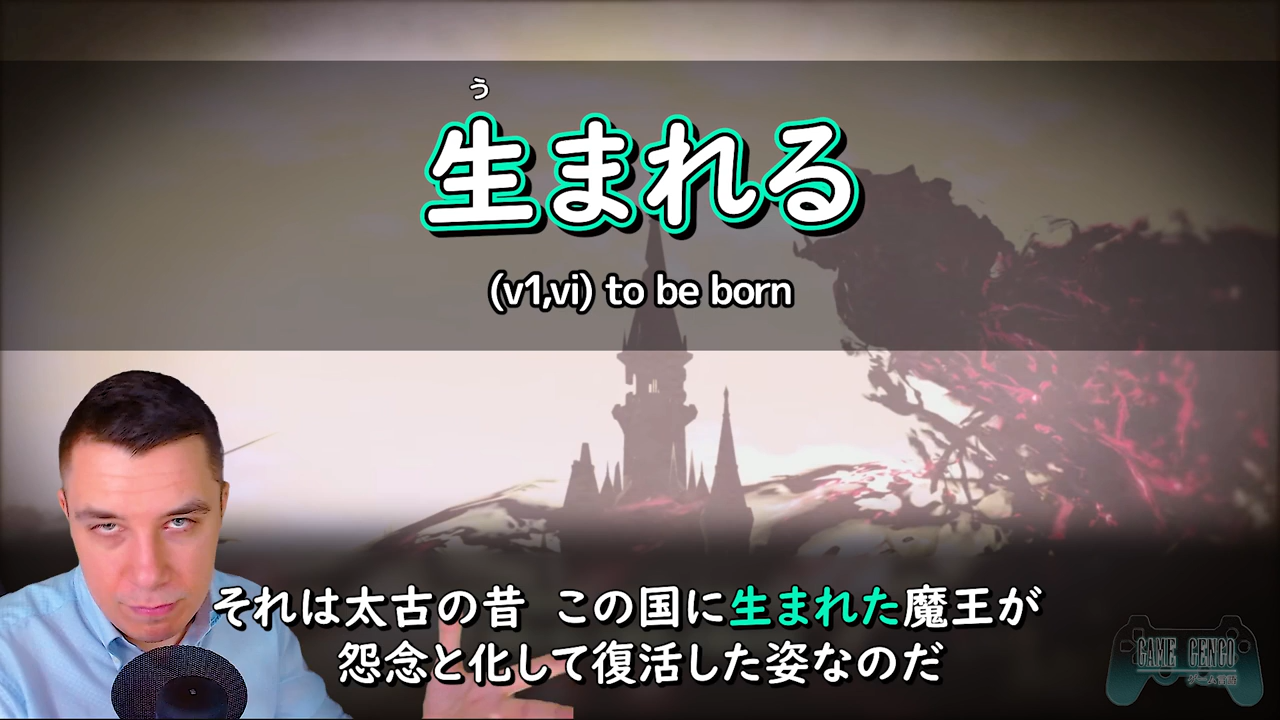 う
生まれる
(v1,vi) to be born
それは太古の昔 この国に生まれた魔王が
怨念と化して復活した姿なのだ
GAME GENGO
ゲーム言語